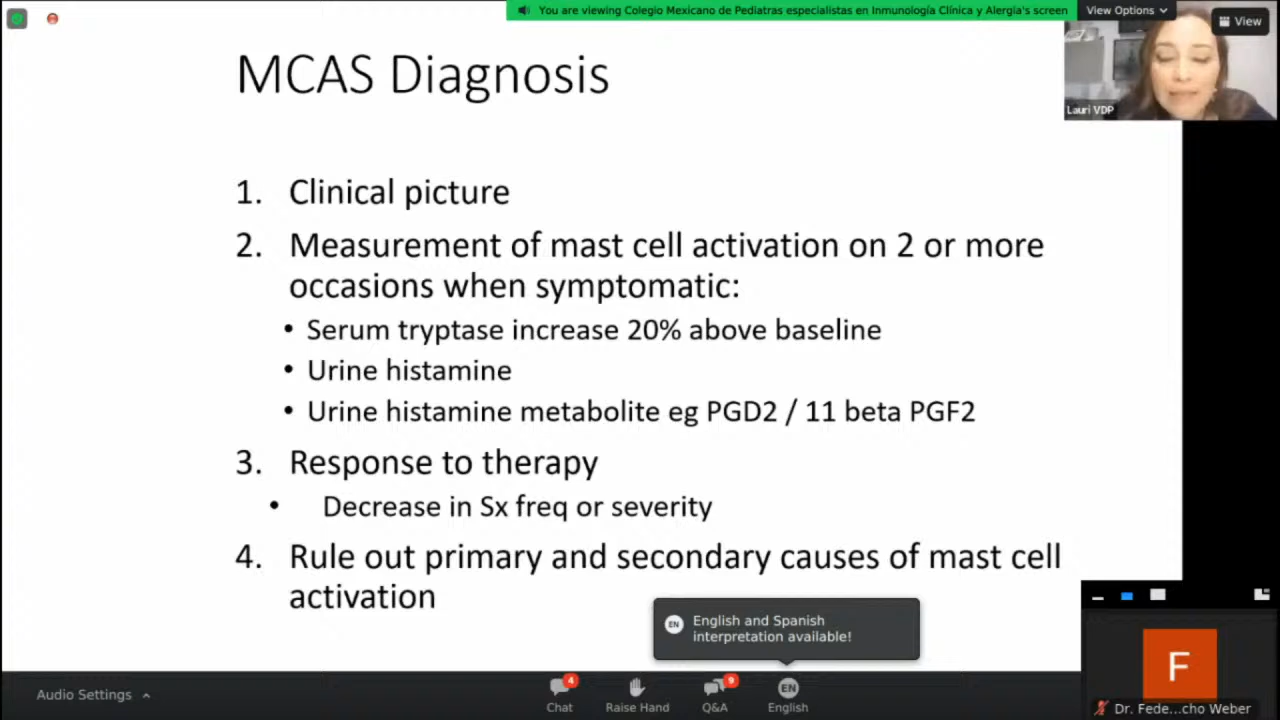 You are viewing Colegio Mexicano de Pediatras especialistas en Inmunología Clínica y Alergia's screen
View Options
View
Lauri VDP
MCAS Diagnosis
1. Clinical picture
2. Measurement of mast cell activation on 2 or more
occasions when symptomatic:
• Serum tryptase increase 20% above baseline
• Urine histamine
• Urine histamine metabolite eg PGD2 / 11 beta PGF2
3. Response to therapy
• Decrease in Sx freq or severity
4. Rule out primary and secondary causes of mast cell
activation
EN
English and Spanish
interpretation available!
F
Dr. Fede...cho Weber
Audio Settings
4
Chat
Raise Hand
9
Q&A
EN
English